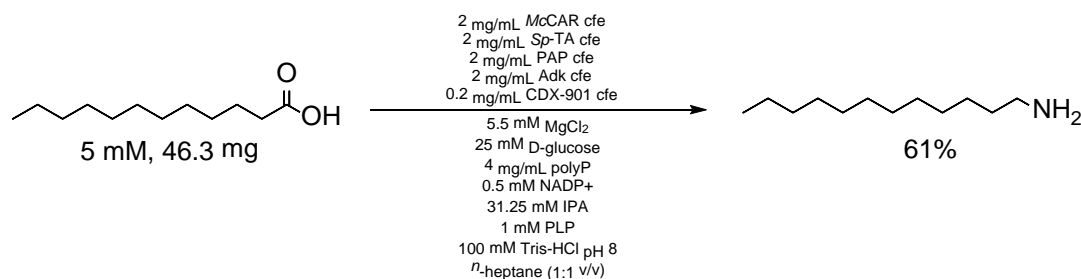 2 mg/mL McCAR cfe
2 mg/mL Sp-TA cfe
2 mg/mL PAP cfe
2 mg/mL Adk cfe
0.2 mg/mL CDX-901 cfe
O
OH
NH2
5 mM, 46.3 mg
61%
5.5 mM MgCl2
25 mM D-glucose
4 mg/mL polyP
0.5 mM NADP+
31.25 mM IPA
1 mM PLP
100 mM Tris-HCl pH 8
n-heptane (1:1 v/v)